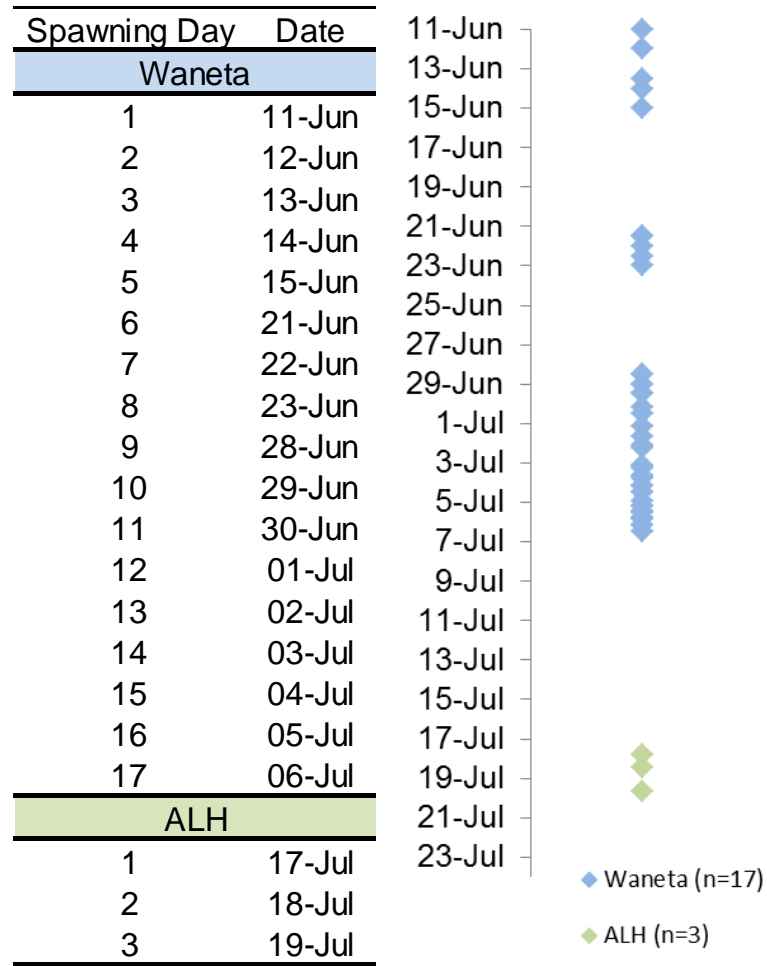 Spawning Day Date
Waneta
1 11-Jun
2 12-Jun
3 13-Jun
4 14-Jun
5 15-Jun
6 21-Jun
7 22-Jun
8 23-Jun
9 28-Jun
10 29-Jun
11 30-Jun
12 01-Jul
13 02-Jul
14 03-Jul
15 04-Jul
16 05-Jul
17 06-Jul
ALH
1 17-Jul
2 18-Jul
3 19-Jul
11-Jun
13-Jun
15-Jun
17-Jun
19-Jun
21-Jun
23-Jun
25-Jun
27-Jun
29-Jun
1-Jul
3-Jul
5-Jul
7-Jul
9-Jul
11-Jul
13-Jul
15-Jul
17-Jul
19-Jul
21-Jul
23-Jul
Waneta (n=17)
ALH (n=3)